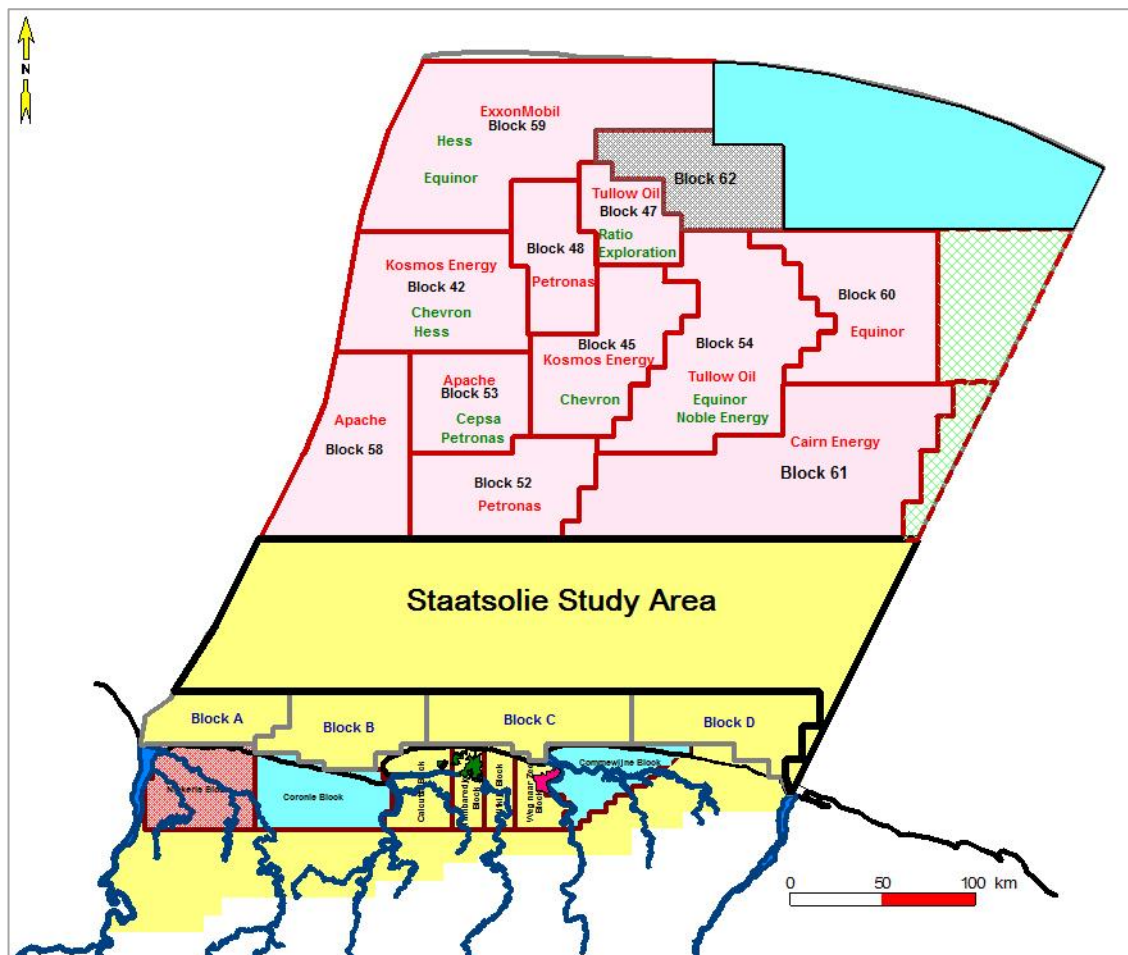 N
ExxonMobil
Block 59
Hess
Equinor
Block 62
Tullow Oil
Block 47
Ratio
Exploration
Block 48
Petronas
Kosmos Energy
Block 42
Chevron
Hess
Block 60
Equinor
Block 45
Kosmos Energy
Chevron
Block 54
Tullow Oil
Equinor
Noble Energy
Apache
Block 53
Cepsa
Petronas
Apache
Block 58
Cairn Energy
Block 61
Block 52
Petronas
Staatsolie Study Area
Block A
Block B
Block C
Block D
Coronie Block
Calcutta Block
Block
Block
Weg naar Zee
Block
Commewijne Block
0 50 100 km